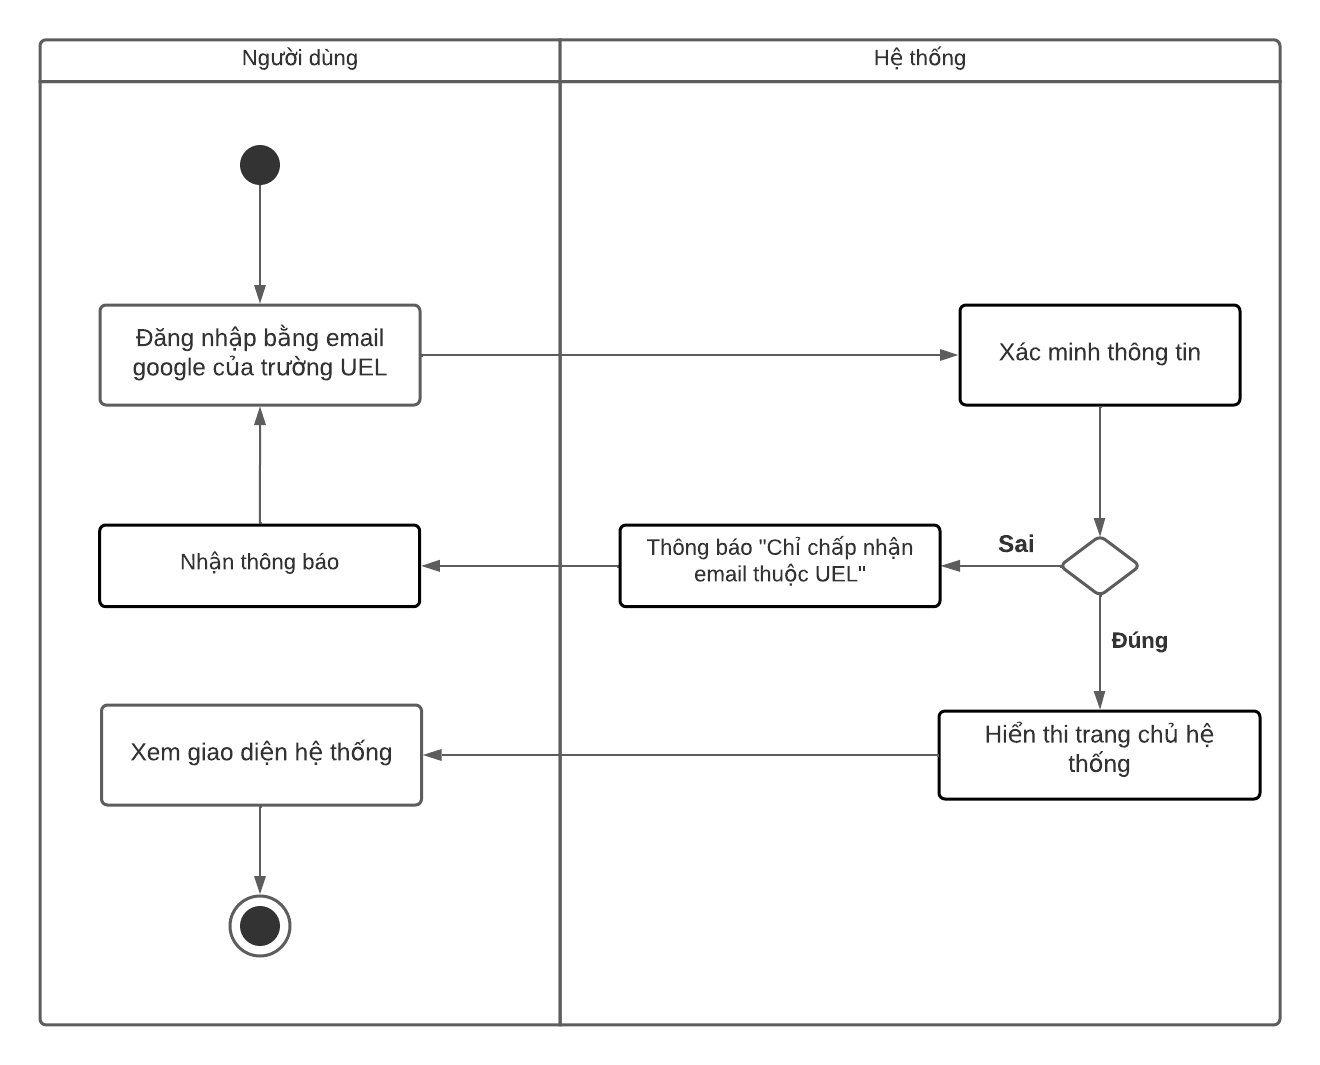 Người dùng
Hệ thống
Đăng nhập bằng email
google của trường UEL
Xác minh thông tin
Sai
Thông báo "Chỉ chấp nhận
email thuộc UEL"
Nhận thông báo
Đúng
Hiển thi trang chủ hệ
thống
Xem giao diện hệ thống